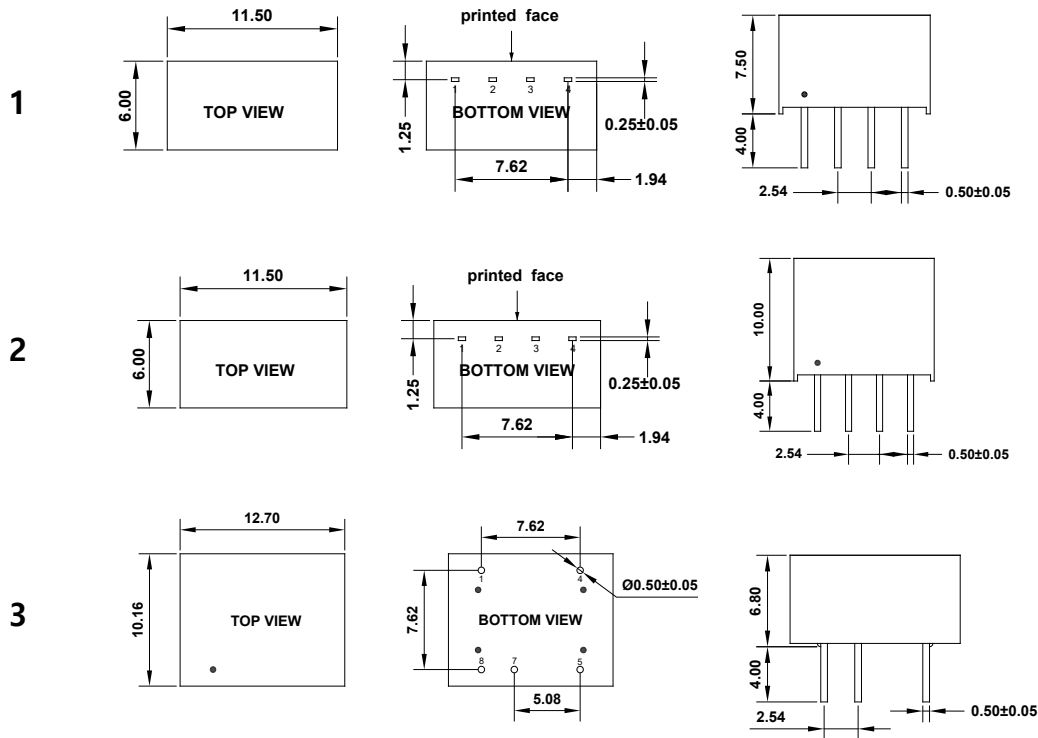 1
11.50
6.00
TOP VIEW
printed face
1 2 3 4
BOTTOM VIEW
1.25
7.62
1.94
0.25±0.05
7.50
4.00
2.54
0.50±0.05
2
11.50
6.00
TOP VIEW
printed face
1 2 3 4
BOTTOM VIEW
1.25
7.62
1.94
0.25±0.05
10.00
4.00
2.54
0.50±0.05
3
12.70
10.16
TOP VIEW
7.62
1 4
Ø0.50±0.05
7.62
BOTTOM VIEW
8 7 5
5.08
6.80
4.00
2.54
0.50±0.05